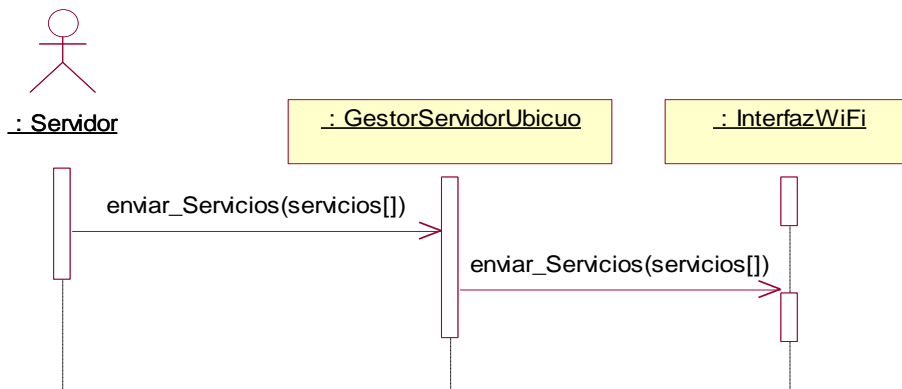 : Servidor
: GestorServidorUbicuo
: InterfazWiFi
enviar_Servicios(servicios[])
enviar_Servicios(servicios[])